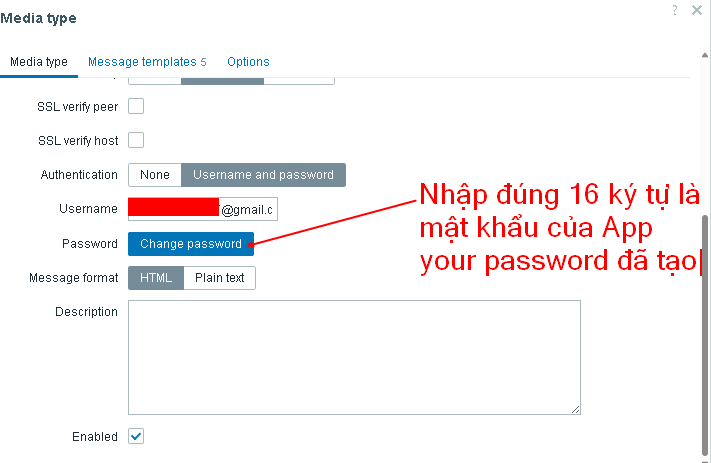 Media type
? ×
Media type Message templates 5 Options
SSL verify peer
SSL verify host
Authentication None Username and password
Username @gmail.c
Password Change password
Message format HTML Plain text
Description
Enabled
Nhập đúng 16 ký tự là
mật khẩu của App
your password đã tạo